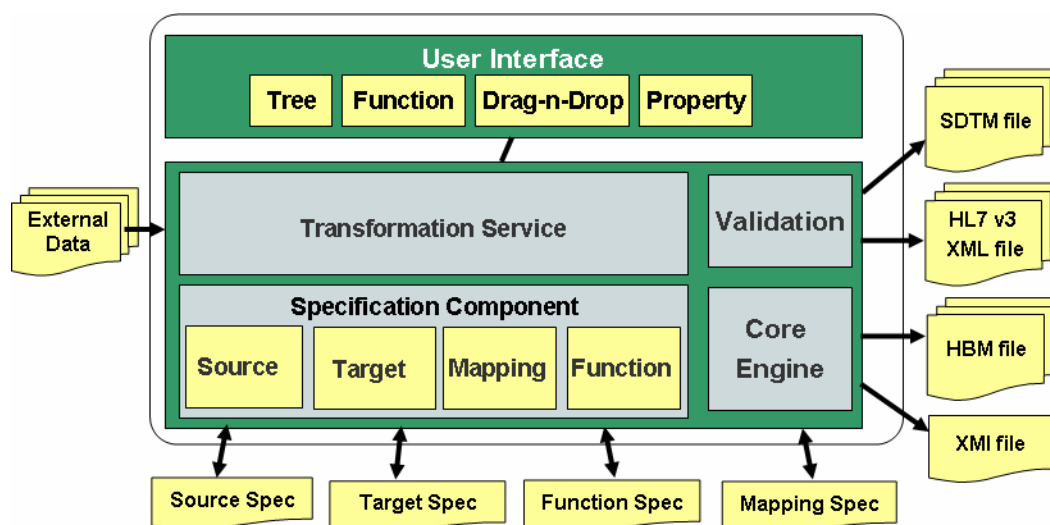 User Interface
Tree Function Drag-n-Drop Property
External
Data
Transformation Service
Validation
Specification Component
Source Target Mapping Function
Core
Engine
SDTM file
HL7 v3
XML file
HBM file
XMI file
Source Spec
Target Spec
Function Spec
Mapping Spec